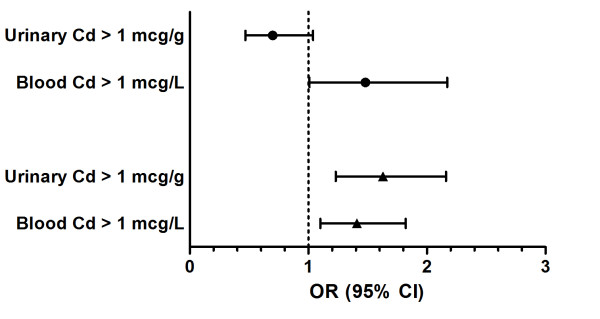 Urinary Cd > 1 mcg/g
Blood Cd > 1 mcg/L
Urinary Cd > 1 mcg/g
Blood Cd > 1 mcg/L
0 1 2 3
OR (95% CI)